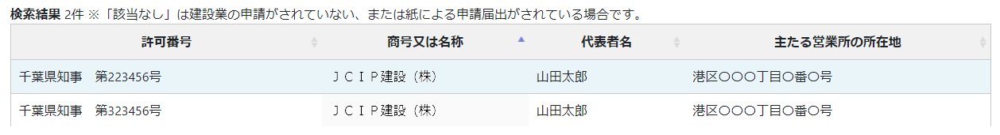 検索結果 2件 ※「該当なし」は建設業の申請がされていない、または紙による申請届出がされている場合です。
許可番号 商号又は名称 代表者名 主たる営業所の所在地
千葉県知事　第223456号 ＪＣＩＰ建設（株） 山田太郎 港区〇〇〇丁目〇番〇号
千葉県知事　第323456号 ＪＣＩＰ建設（株） 山田太郎 港区〇〇〇丁目〇番〇号